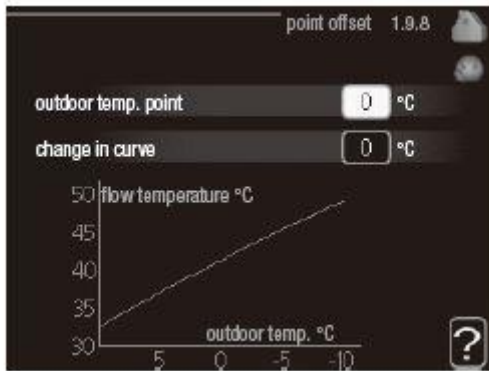 point offset 1.9.8
outdoor temp. point 0 °C
change in curve 0 °C
50 flow temperature °C
45
40
35
30
outdoor temp. °C
5 0 -5 -10
?